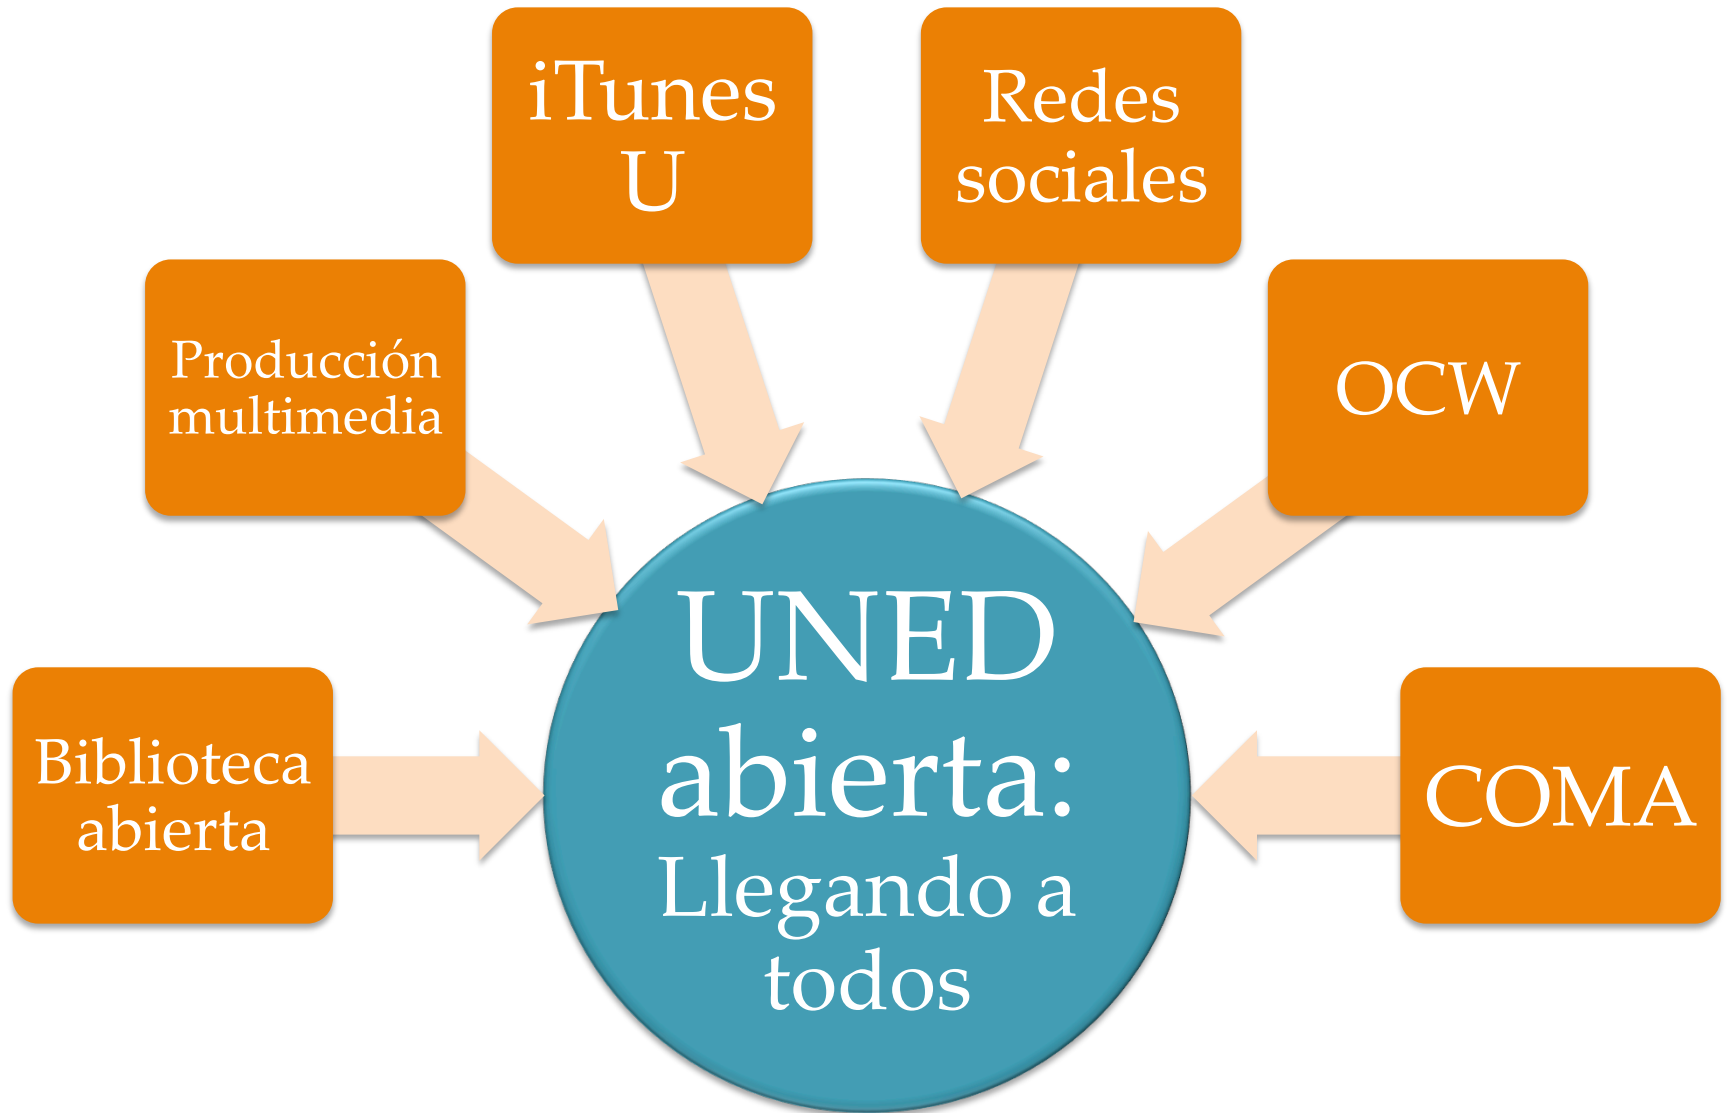 iTunes
U
Redes
sociales
Producción
multimedia
OCW
Biblioteca
abierta
UNED
abierta:
Llegando a
todos
COMA